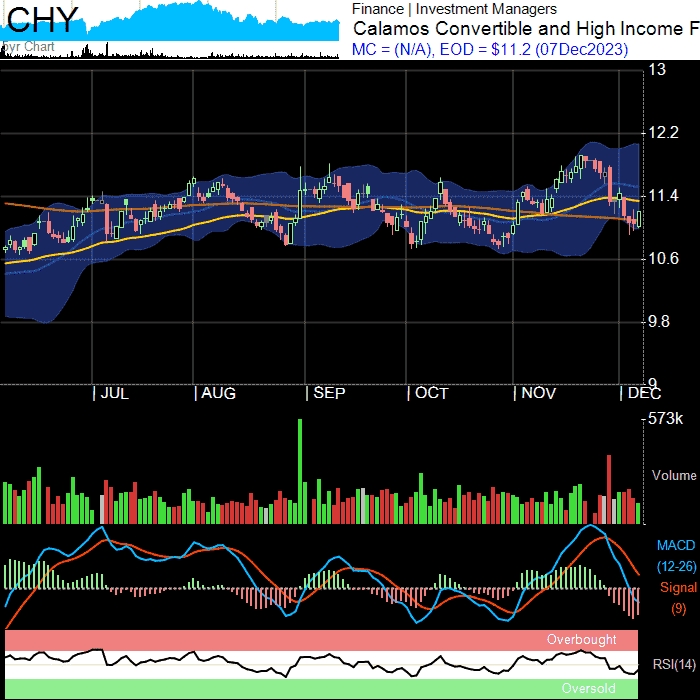 CHY
5yr Chart
Finance | Investment Managers
Calamos Convertible and High Income F
MC = (N/A), EOD = $11.2 (07Dec2023)
13
12.2
11.4
10.6
9.8
9
JUL AUG SEP OCT NOV DEC
573k
Volume
MACD
(12-26)
Signal
(9)
Overbought
RSI(14)
Oversold